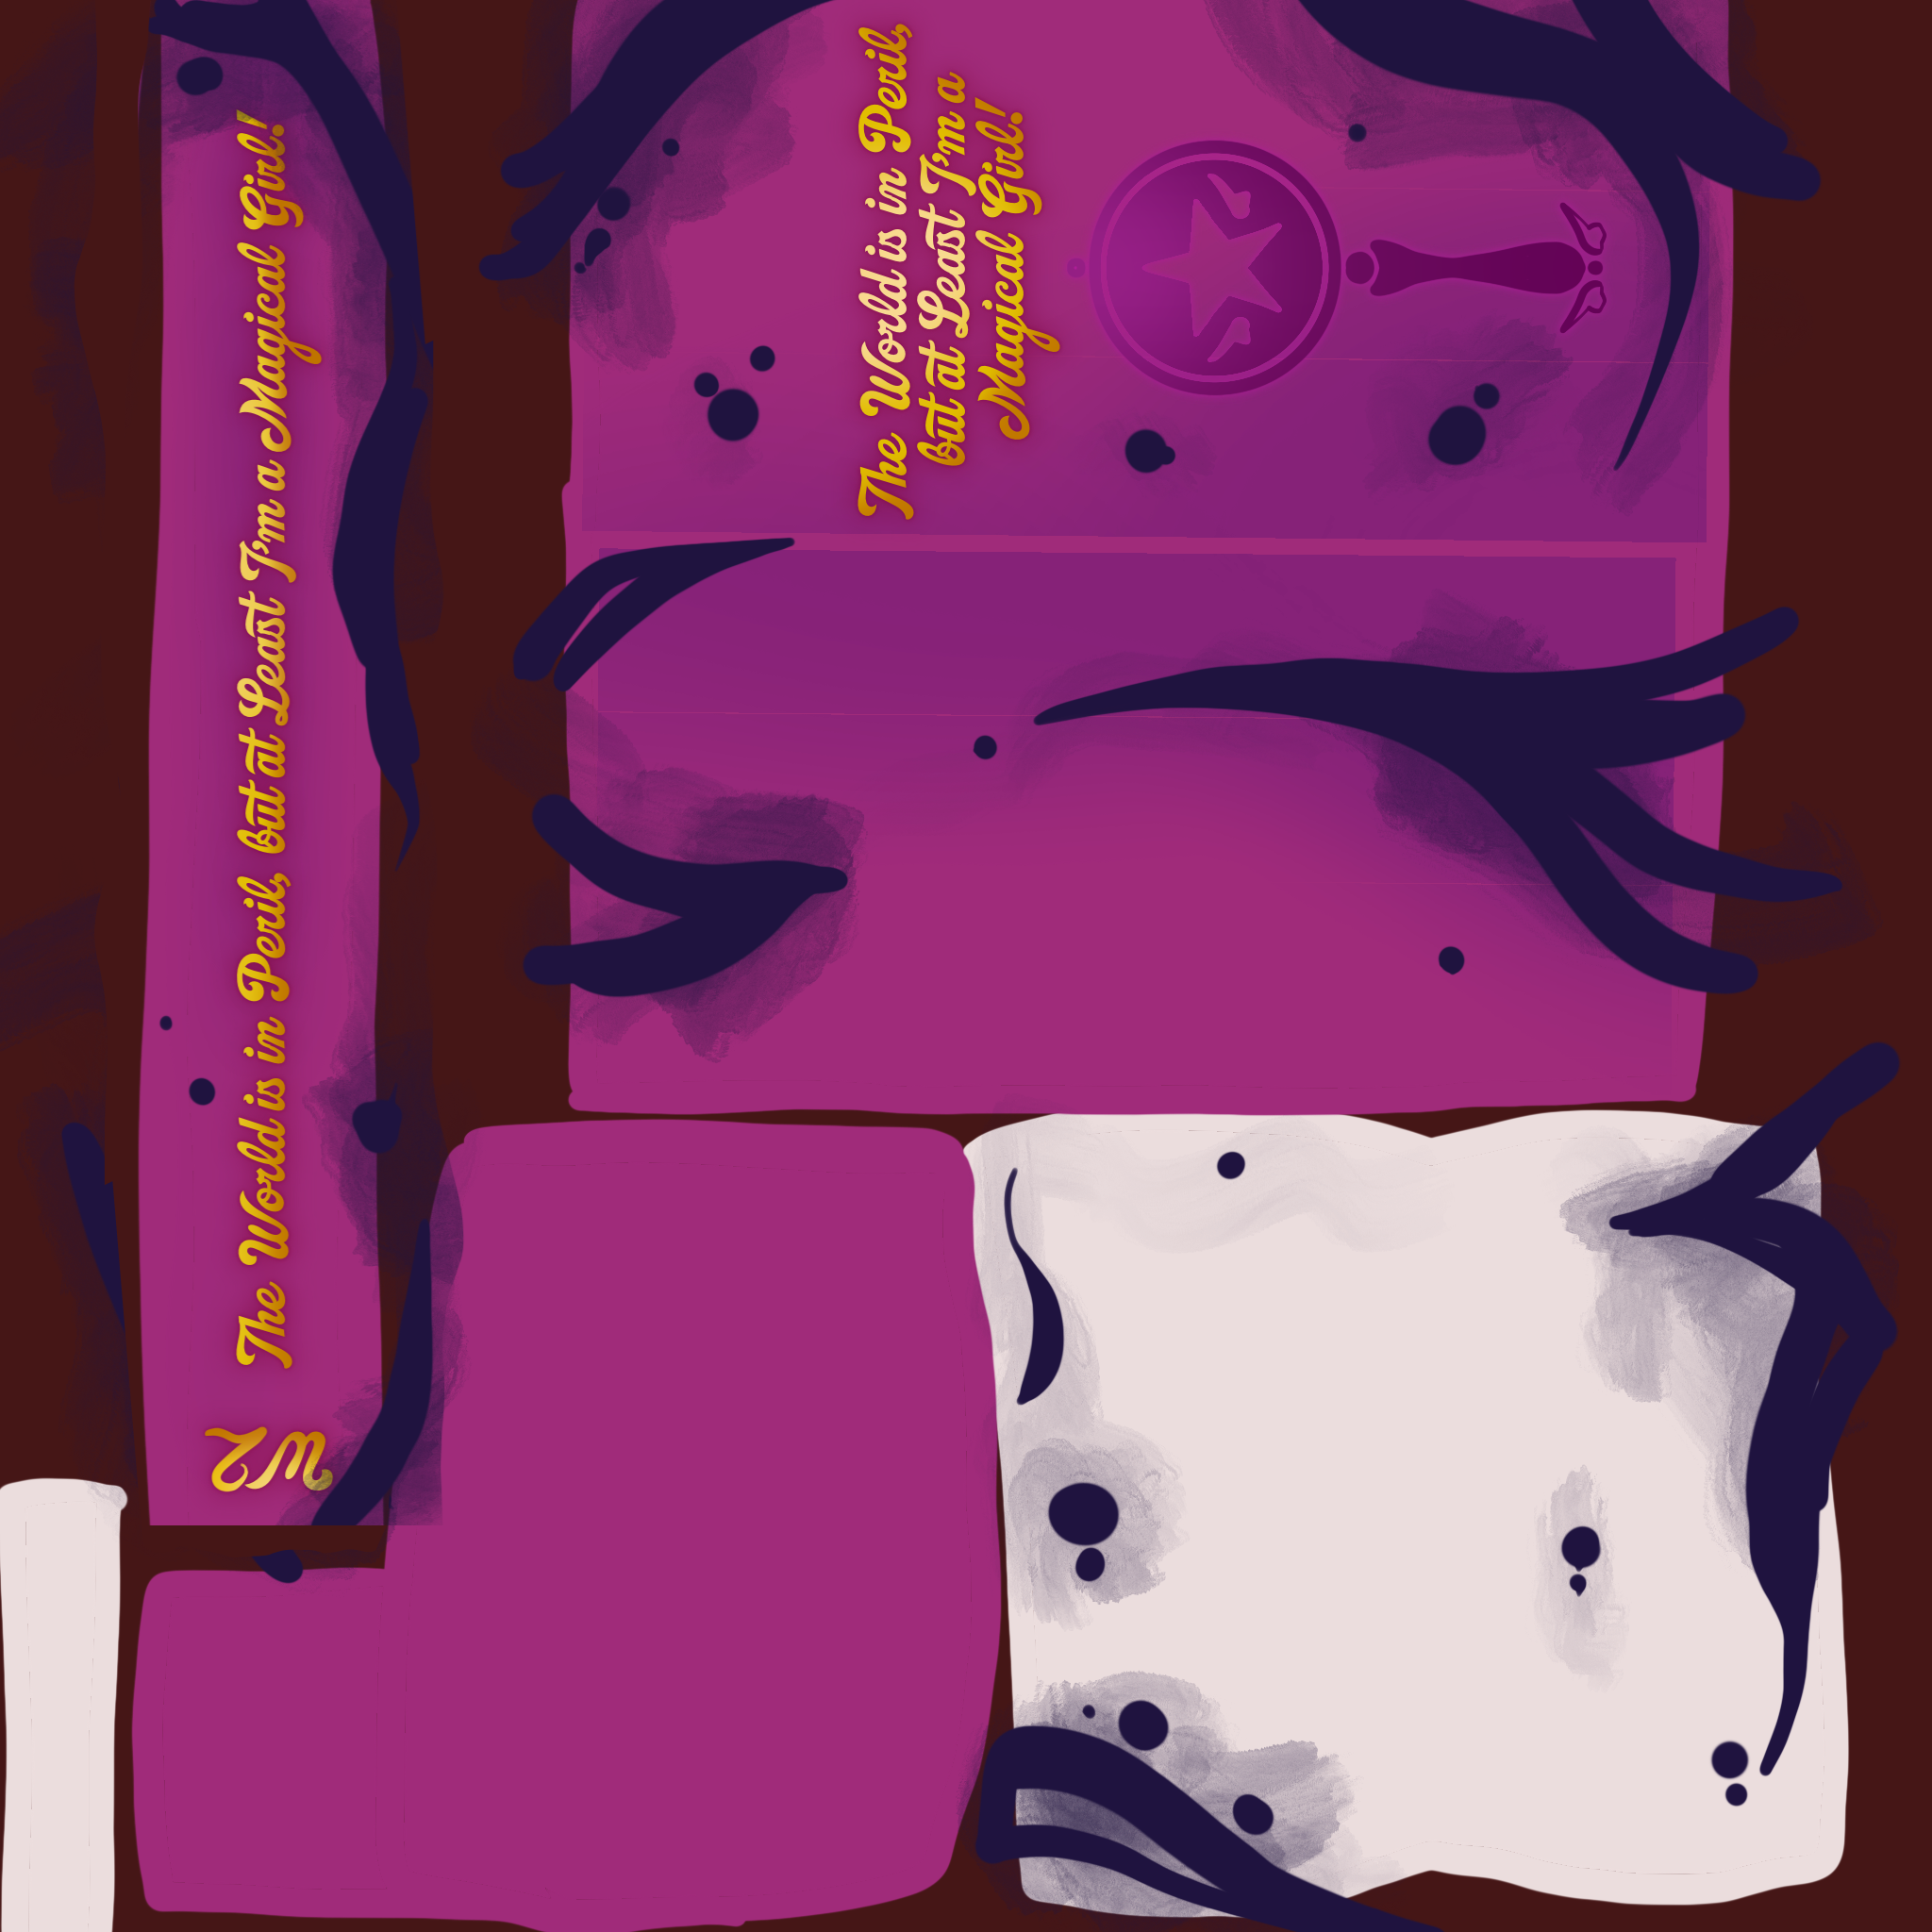 The World is in Peril, but at Least I'm a Magical Girl!
The World is in Peril,
but at Least I'm a
Magical Girl!